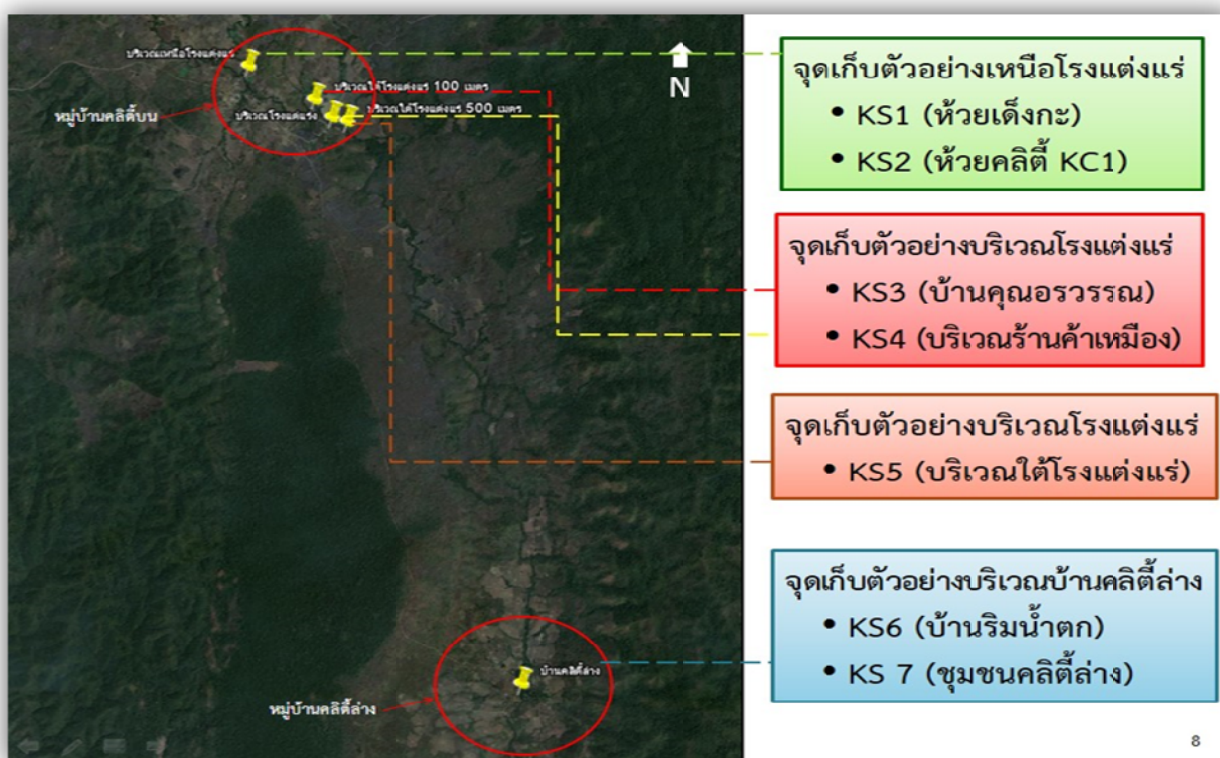 บริเวณเหนือโรงแต่งแร่
บริเวณใต้โรงแต่งแร่ 100 เมตร
บริเวณใต้โรงแต่งแร่ 500 เมตร
บริเวณโรงแต่งแร่
หมู่บ้านคลิตี้บน
N
บ้านคลิตี้ล่าง
หมู่บ้านคลิตี้ล่าง
จุดเก็บตัวอย่างเหนือโรงแต่งแร่
• KS1 (ห้วยเด็งกะ)
• KS2 (ห้วยคลิตี้ KC1)
จุดเก็บตัวอย่างบริเวณโรงแต่งแร่
• KS3 (บ้านคุณอรวรรณ)
• KS4 (บริเวณร้านค้าเหมือง)
จุดเก็บตัวอย่างบริเวณโรงแต่งแร่
• KS5 (บริเวณใต้โรงแต่งแร่)
จุดเก็บตัวอย่างบริเวณบ้านคลิตี้ล่าง
• KS6 (บ้านริมน้ำตก)
• KS 7 (ชุมชนคลิตี้ล่าง)
8